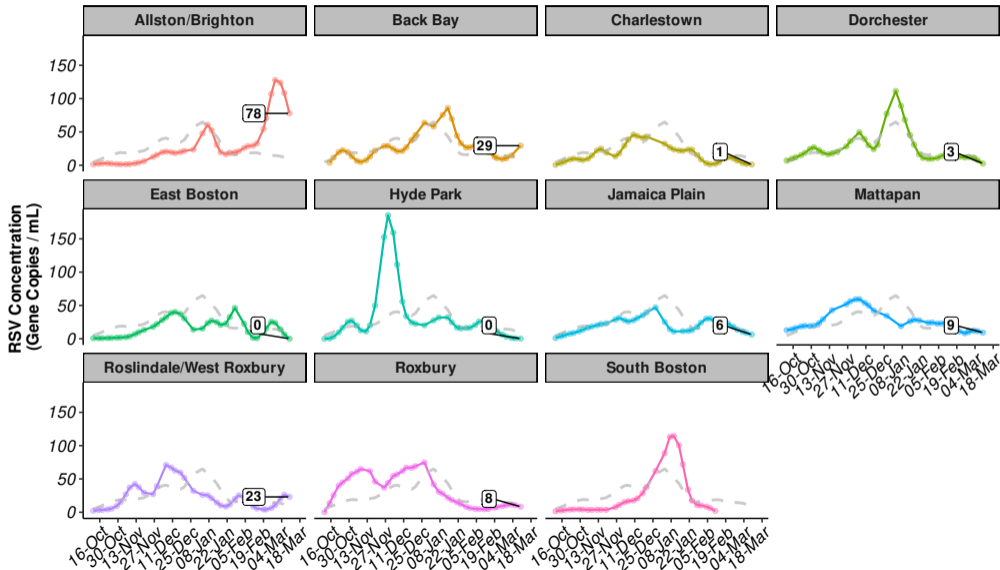 Allston/Brighton Back Bay Charlestown Dorchester
150
100
50
0
78
29
1
3
East Boston Hyde Park Jamaica Plain Mattapan
RSV Concentration
(Gene Copies / mL)
150
100
50
0
0
0
6
9
16-Oct 30-Oct 13-Nov 27-Nov 11-Dec 25-Dec 08-Jan 22-Jan 05-Feb 19-Feb 04-Mar 18-Mar
Roslindale/West Roxbury Roxbury South Boston
150
100
50
0
23
8
16-Oct 30-Oct 13-Nov 27-Nov 11-Dec 25-Dec 08-Jan 22-Jan 05-Feb 19-Feb 04-Mar 18-Mar
16-Oct 30-Oct 13-Nov 27-Nov 11-Dec 25-Dec 08-Jan 22-Jan 05-Feb 19-Feb 04-Mar 18-Mar
16-Oct 30-Oct 13-Nov 27-Nov 11-Dec 25-Dec 08-Jan 22-Jan 05-Feb 19-Feb 04-Mar 18-Mar